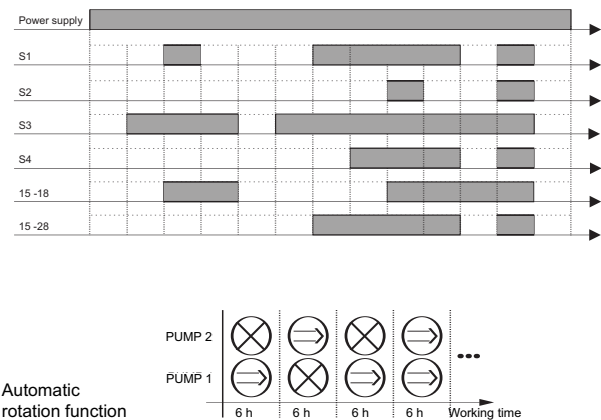 Power supply
S1
S2
S3
S4
15 -18
15 -28
PUMP 2
PUMP 1
Automatic
rotation function
6 h 6 h 6 h 6 h Working time